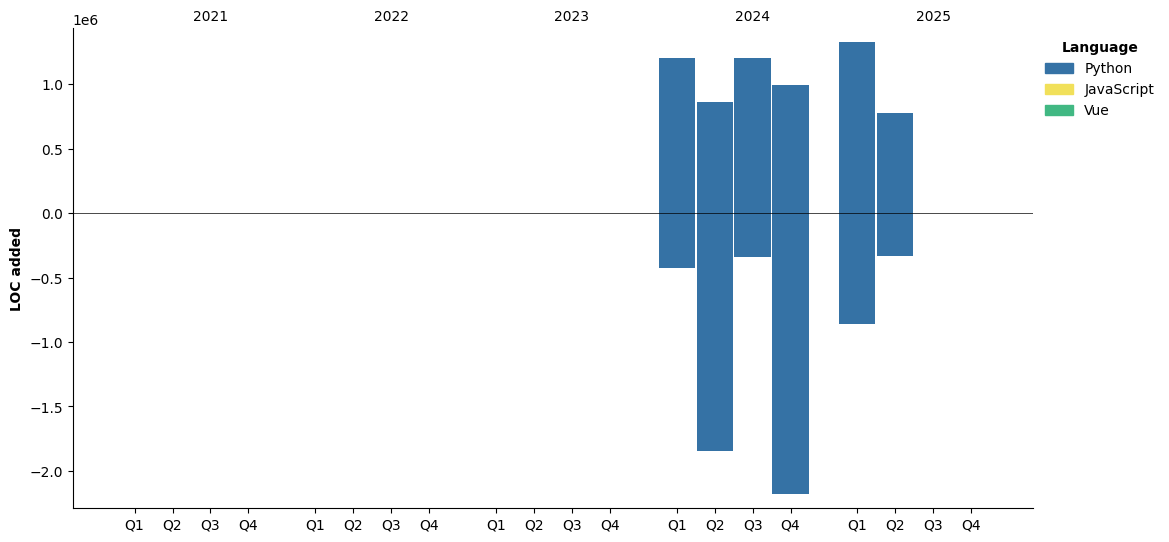 2021 2022 2023 2024 2025
1e6
Language
Python
JavaScript
Vue
1.0
0.5
0.0
−0.5
−1.0
−1.5
−2.0
LOC added
Q1 Q2 Q3 Q4 Q1 Q2 Q3 Q4 Q1 Q2 Q3 Q4 Q1 Q2 Q3 Q4 Q1 Q2 Q3 Q4